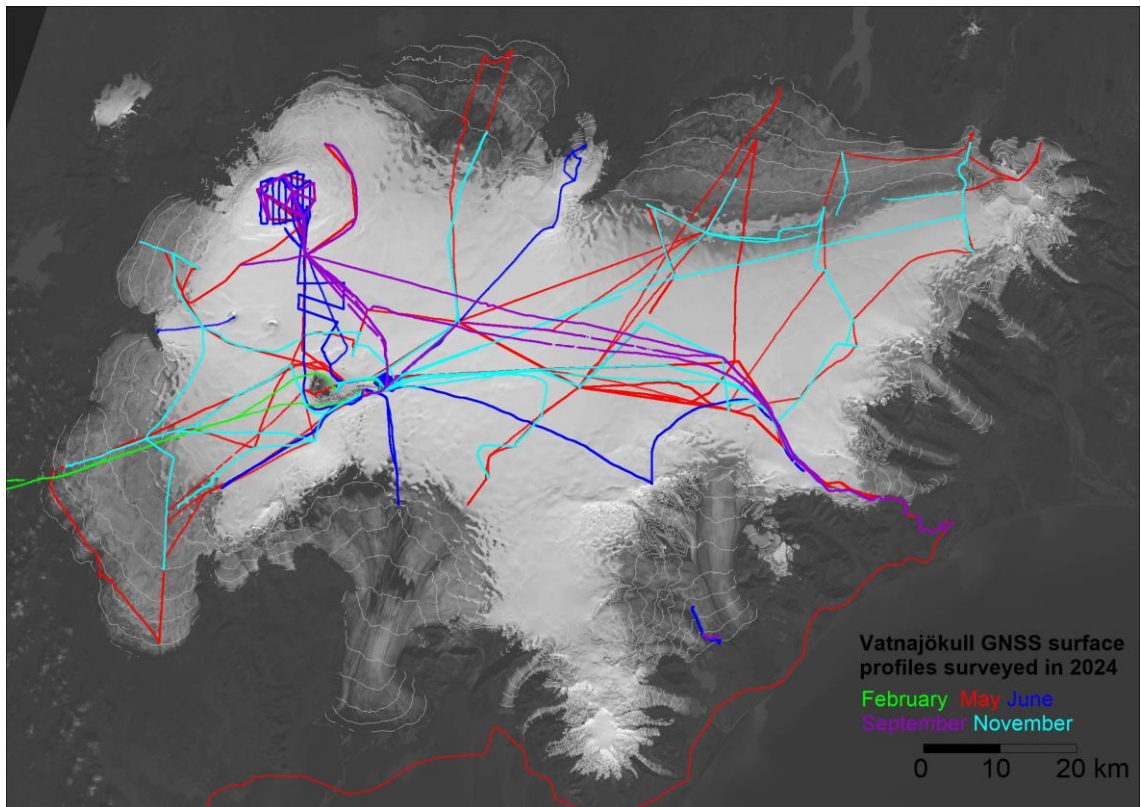 Vatnajökull GNSS surface
profiles surveyed in 2024
February May June
September November
0 10 20 km